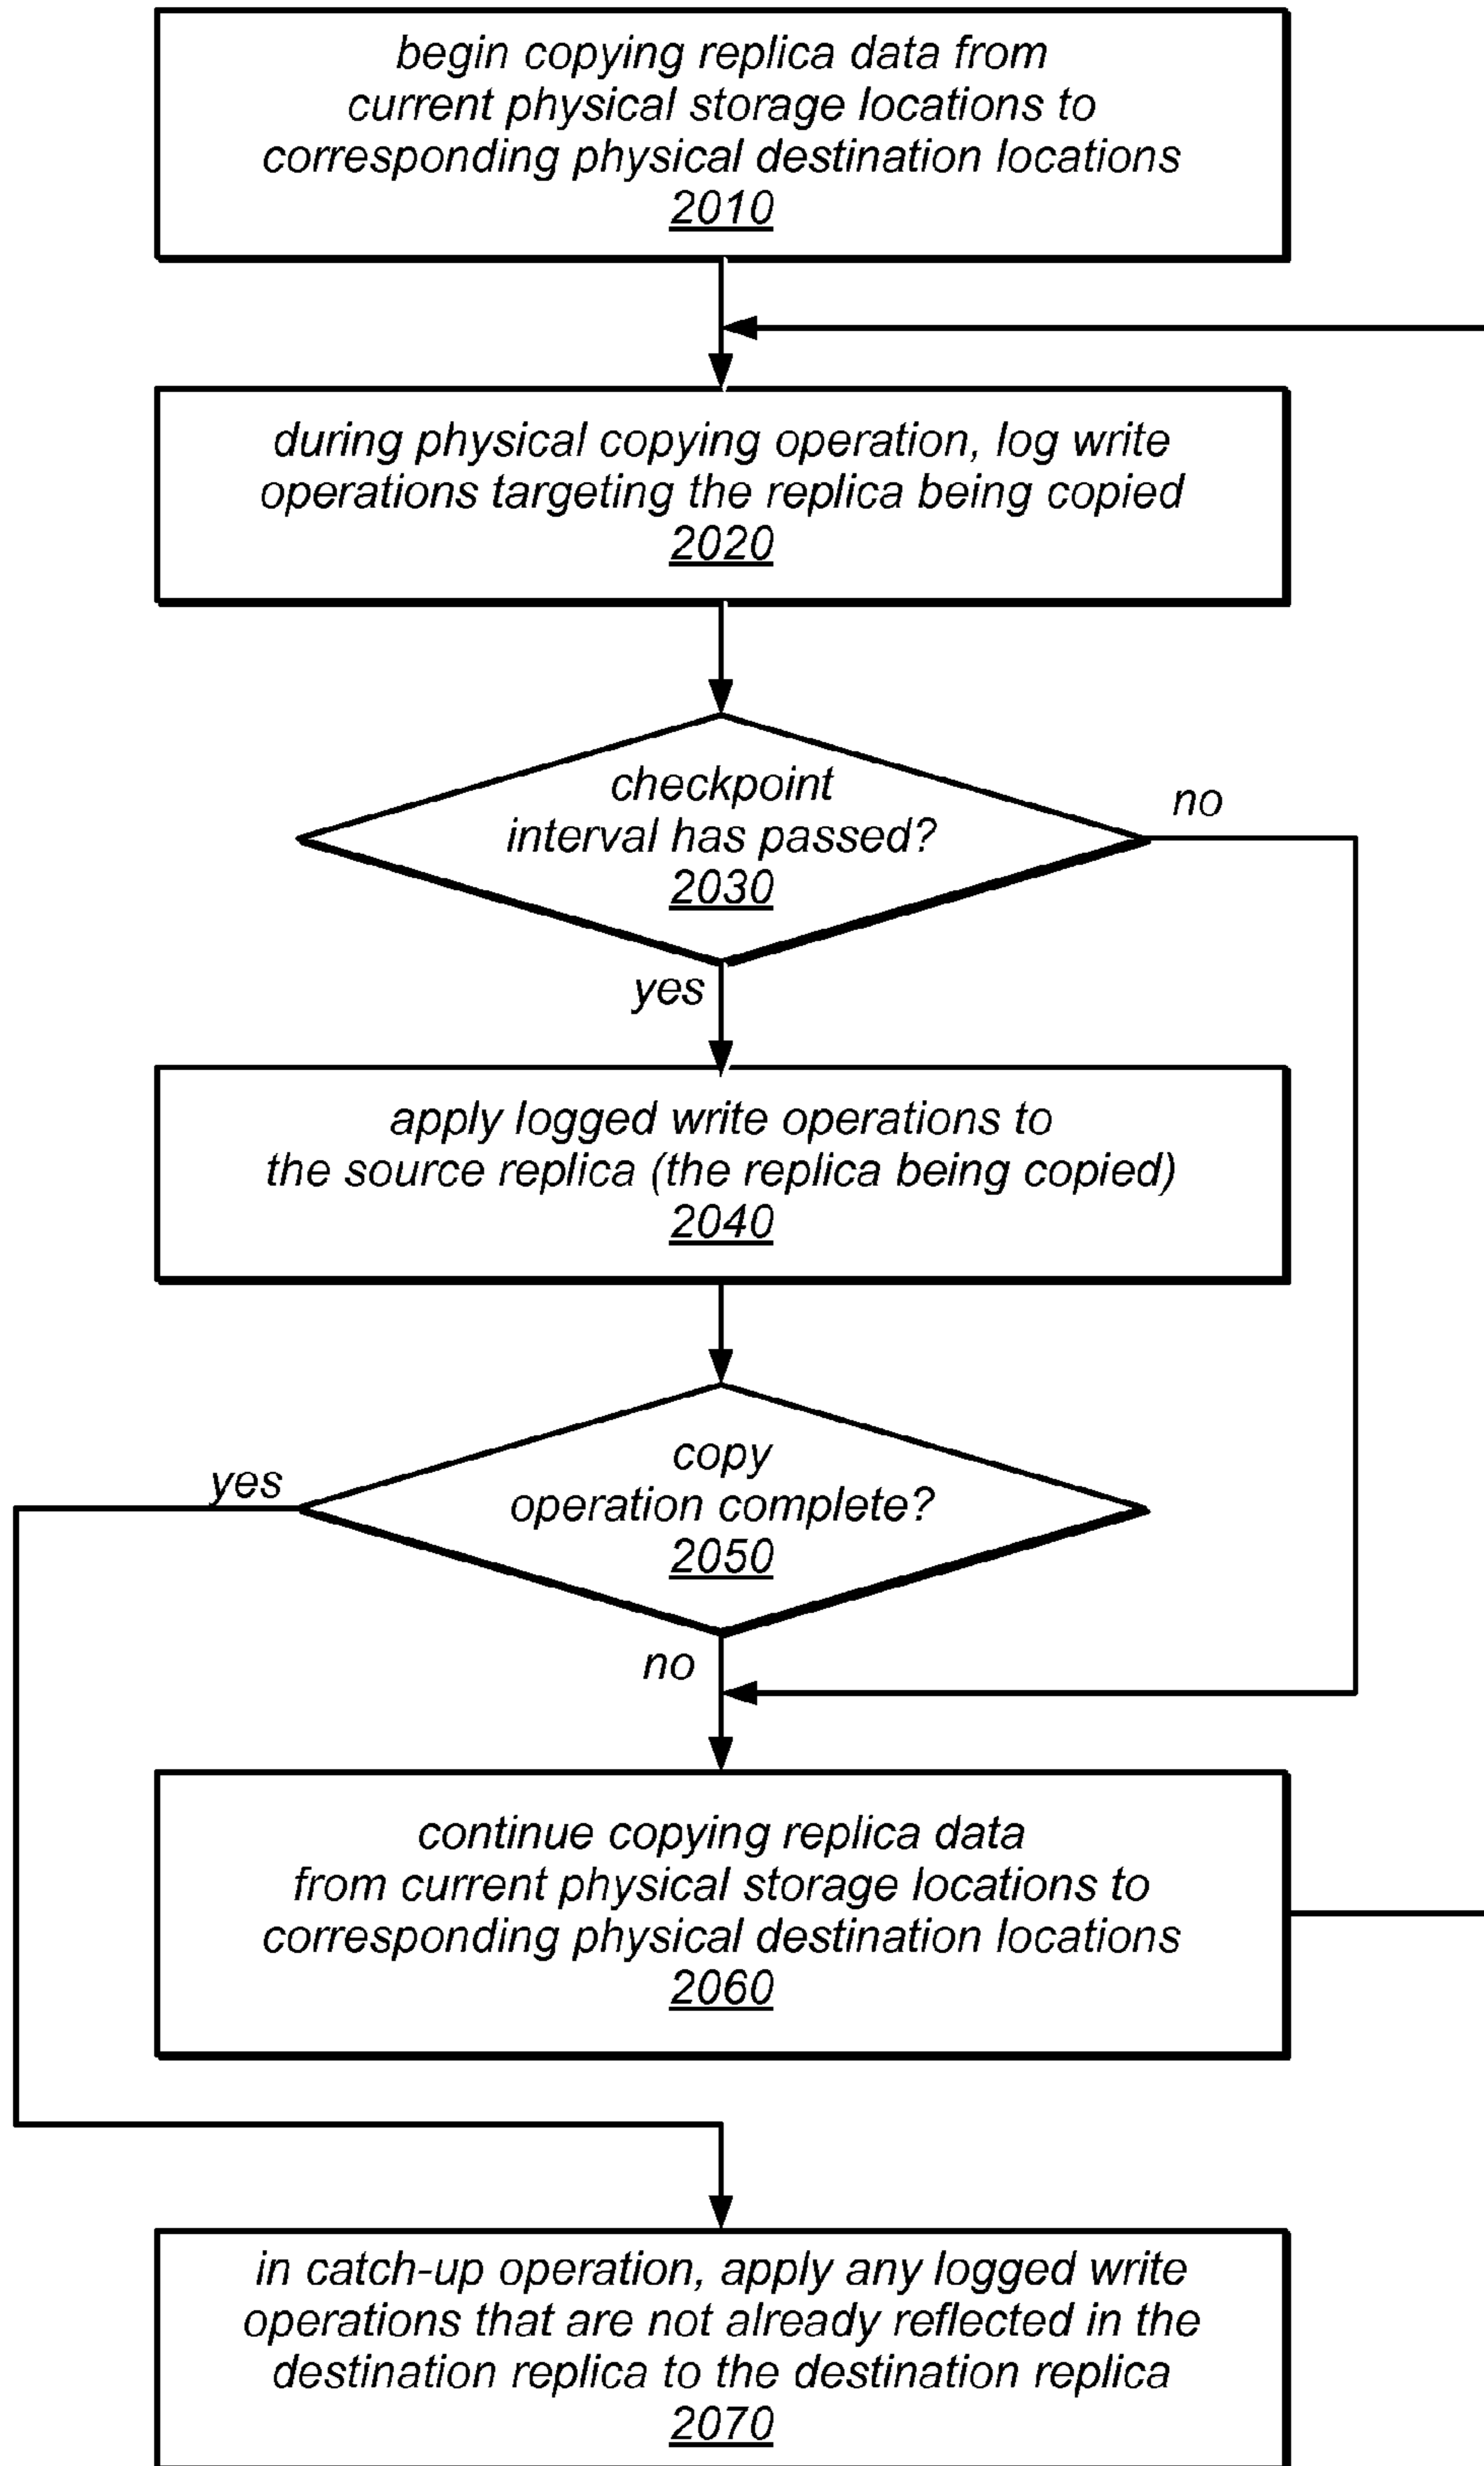 begin copying replica data from
current physical storage locations to
corresponding physical destination locations
2010
during physical copying operation, log write
operations targeting the replica being copied
2020
checkpoint
interval has passed?
2030
no
yes
apply logged write operations to
the source replica (the replica being copied)
2040
copy
operation complete?
2050
yes
no
continue copying replica data
from current physical storage locations to
corresponding physical destination locations
2060
in catch-up operation, apply any logged write
operations that are not already reflected in the
destination replica to the destination replica
2070